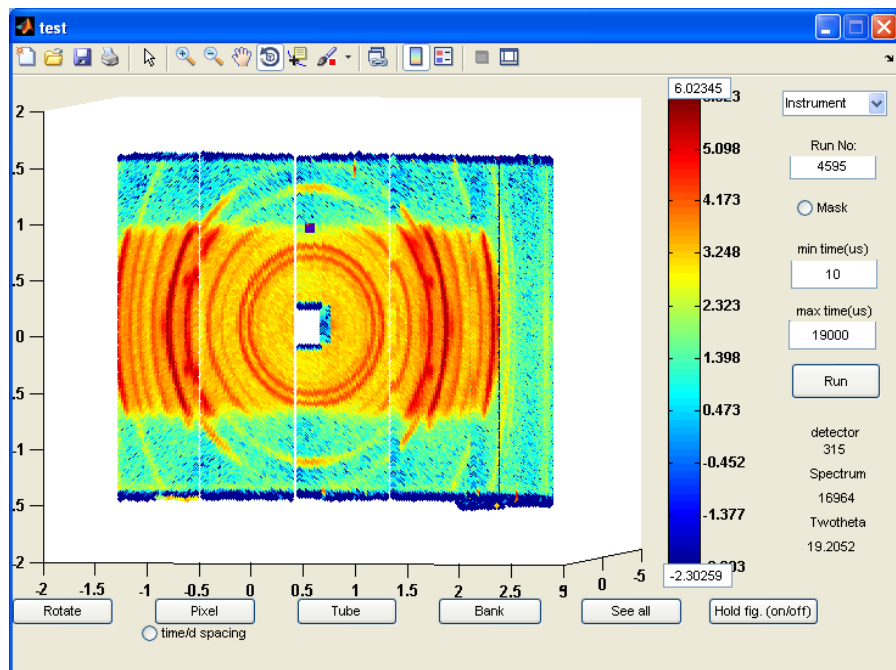 test
Instrument
Run No:
4595
Mask
min time(us)
10
max time(us)
19000
Run
detector
315
Spectrum
16964
Twotheta
19.2052
6.02345
5.098
4.173
3.248
2.323
1.398
0.473
-0.452
-1.377
-2.30259
2
.5
1
.5
0
.5
-1
.5
-2
-2 -1.5 -1 -0.5 0 0.5 1 1.5 2 2.5 0 -5
Rotate Pixel Tube Bank See all Hold fig. (on/off)
time/d spacing